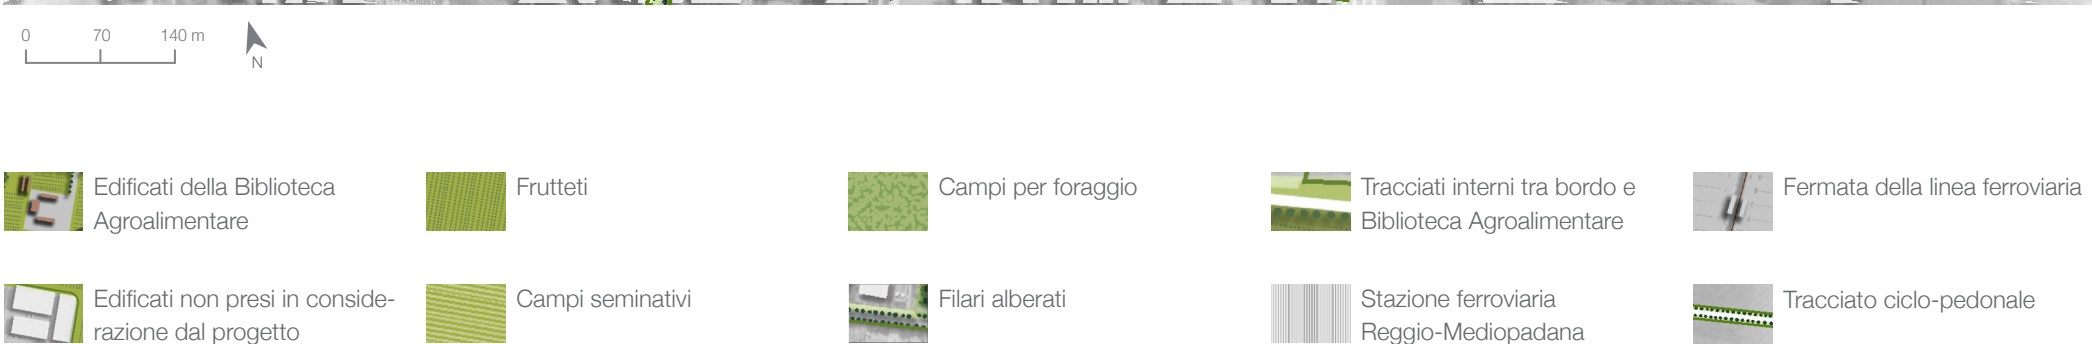 0 70 140 m
N
Edificati della Biblioteca
Agroalimentare
Frutteti
Campi per foraggio
Tracciati interni tra bordo e
Biblioteca Agroalimentare
Fermata della linea ferroviaria
Edificati non presi in conside-
razione dal progetto
Campi seminativi
Filari alberati
Stazione ferroviaria
Reggio-Mediopadana
Tracciato ciclo-pedonale